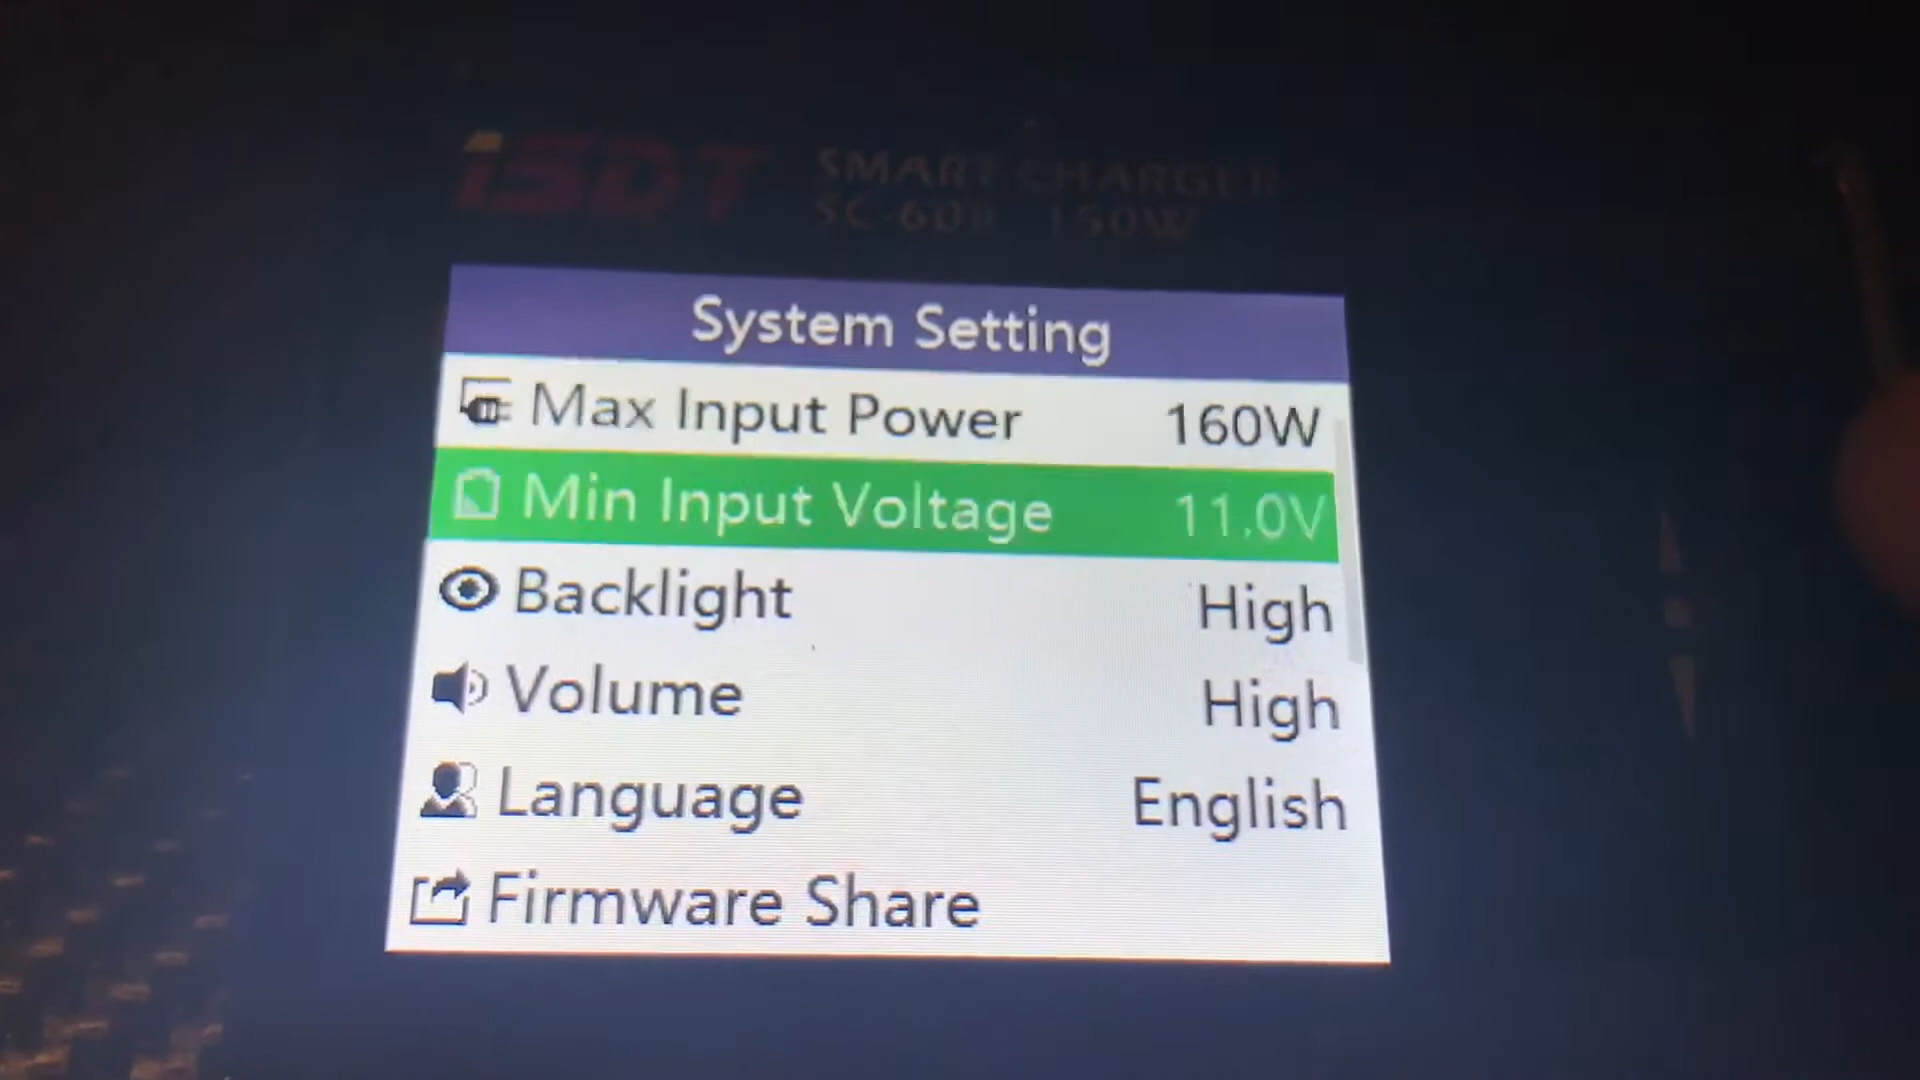 iSDT
SMART CHARGER
SC-608 150W
System Setting
Max Input Power 160W
Min Input Voltage 11.0V
Backlight High
Volume High
Language English
Firmware Share